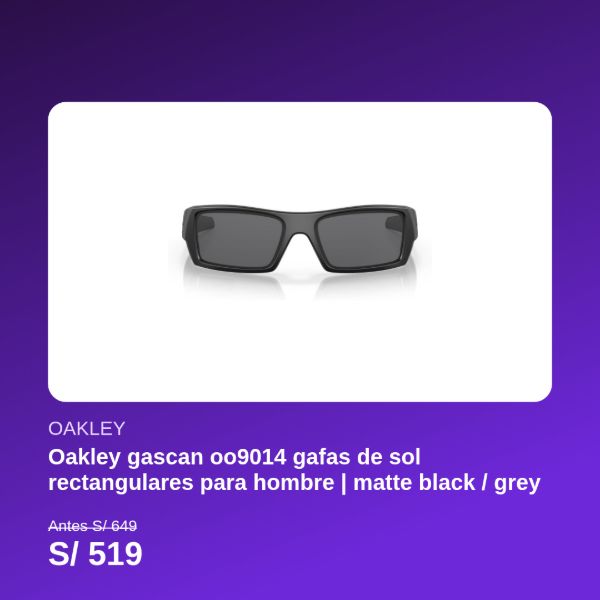 OAKLEY
Oakley gascan oo9014 gafas de sol
rectangulares para hombre | matte black / grey
Antes S/ 649
S/ 519